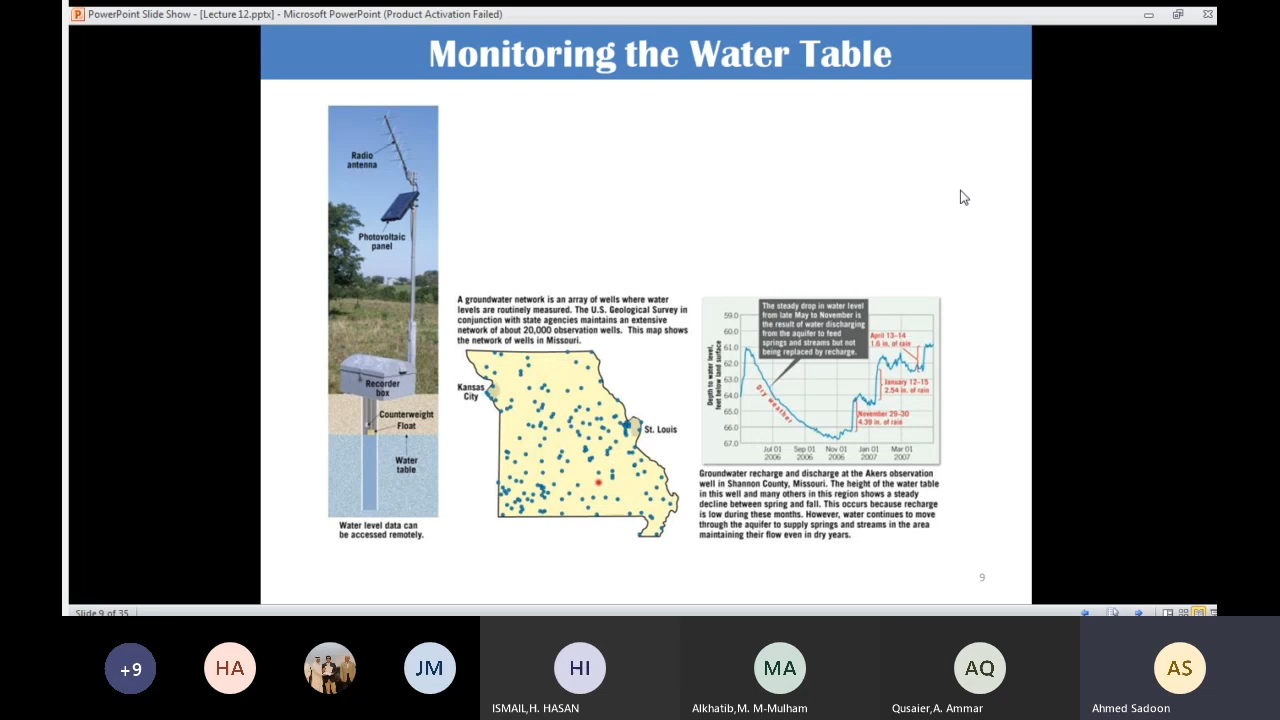 PowerPoint Slide Show - [Lecture 12.pptx] - Microsoft PowerPoint (Product Activation Failed)
Monitoring the Water Table
Radio
antenna
Photovoltaic
panel
Recorder
box
Counterweight
Float
Water
table
Water level data can
be accessed remotely.
A groundwater network is an array of wells where water
levels are routinely measured. The U.S. Geological Survey in
conjunction with state agencies maintains an extensive
network of about 20,000 observation wells. This map shows
the network of wells in Missouri.
Kansas
City
St. Louis
Depth to water level,
feet below land surface
59.0
60.0
61.0
62.0
63.0
64.0
65.0
66.0
67.0
The steady drop in water level
from late May to November is
the result of water discharging
from the aquifer to feed
springs and streams but not
being replaced by recharge.
Dry weather
April 13–14
1.6 in. of rain
January 12–15
2.54 in. of rain
November 29–30
4.39 in. of rain
Jul 01
2006
Sep 01
2006
Nov 01
2006
Jan 01
2007
Mar 01
2007
Groundwater recharge and discharge at the Akers observation
well in Shannon County, Missouri. The height of the water table
in this well and many others in this region shows a steady
decline between spring and fall. This occurs because recharge
is low during these months. However, water continues to move
through the aquifer to supply springs and streams in the area
maintaining their flow even in dry years.
9
Slide 9 of 35
+9
HA
JM
HI
MA
AQ
AS
ISMAIL,H. HASAN
Alkhatib,M. M-Mulham
Qusaier,A. Ammar
Ahmed Sadoon